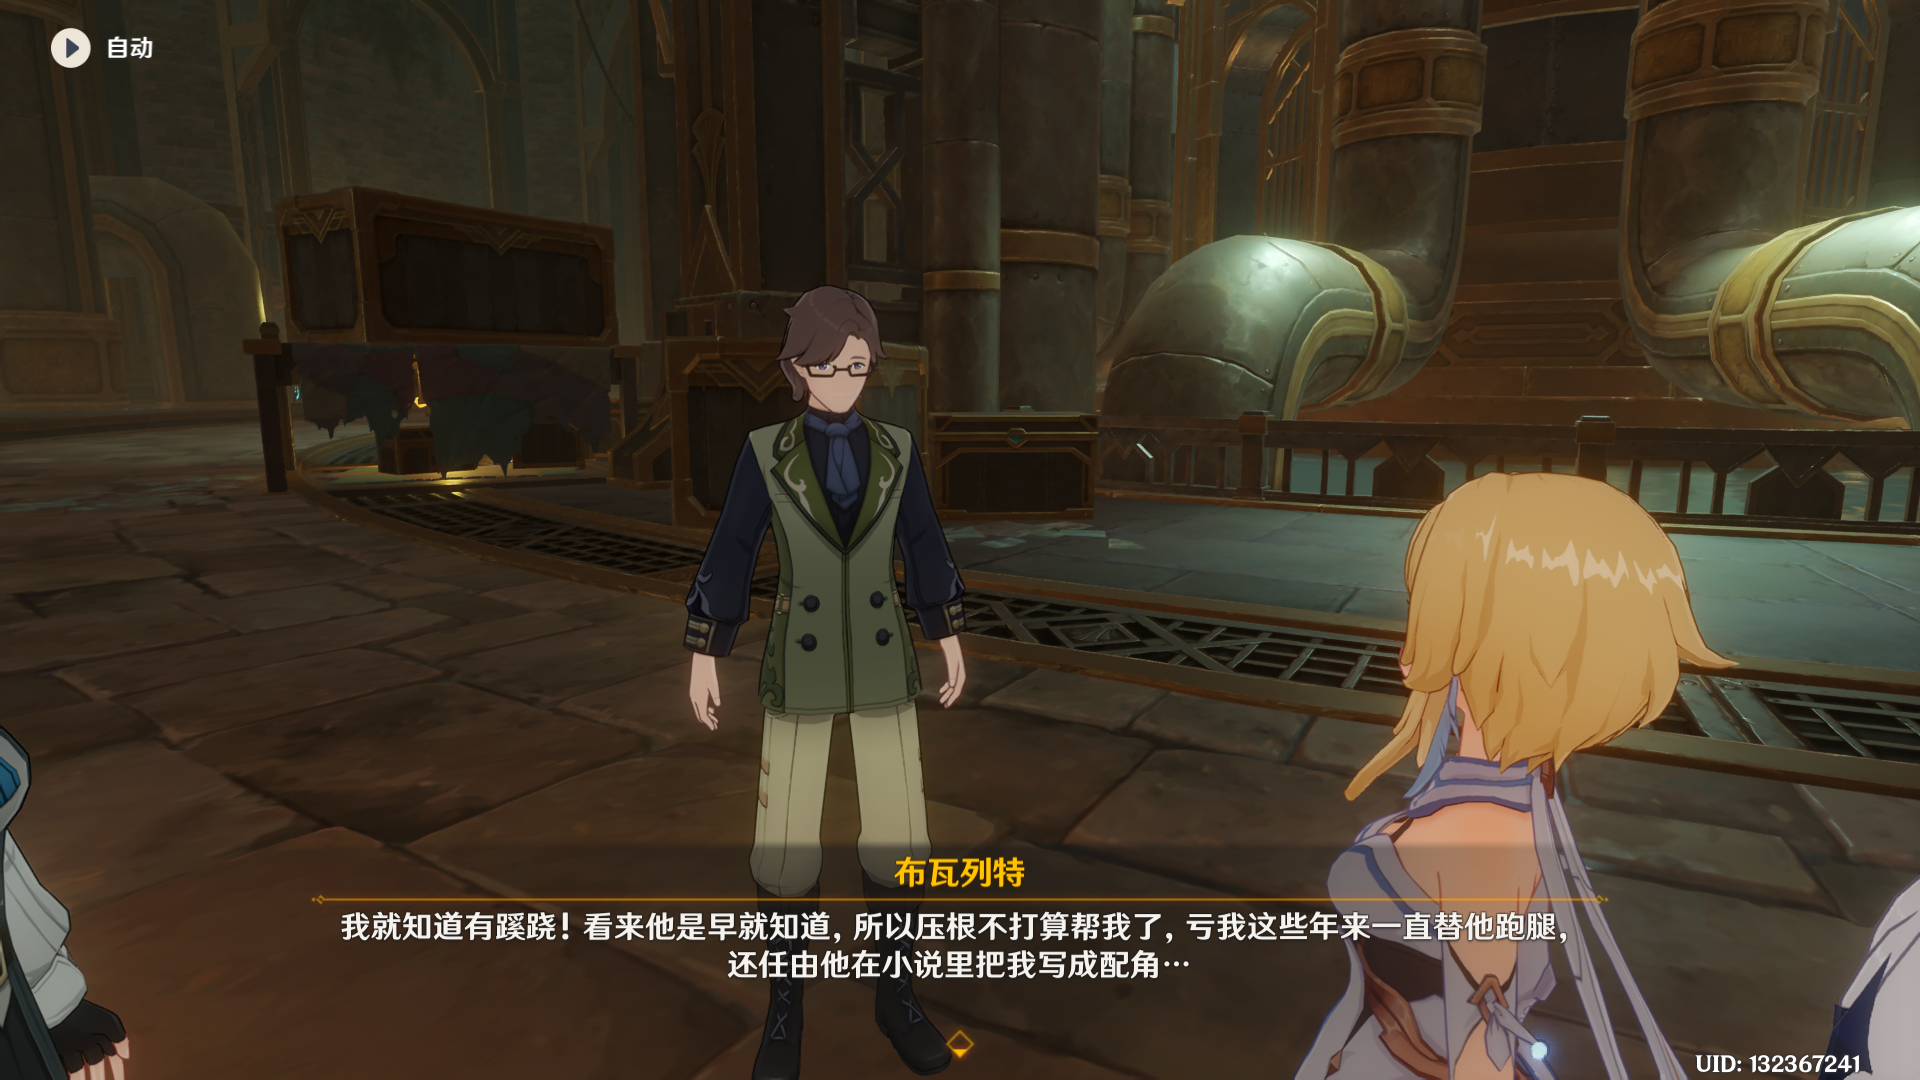 自动
布瓦列特
我就知道有蹊跷！看来他是早就知道，所以压根不打算帮我了，亏我这些年来一直替他跑腿，
还任由他在小说里把我写成配角…
UID: 132367241